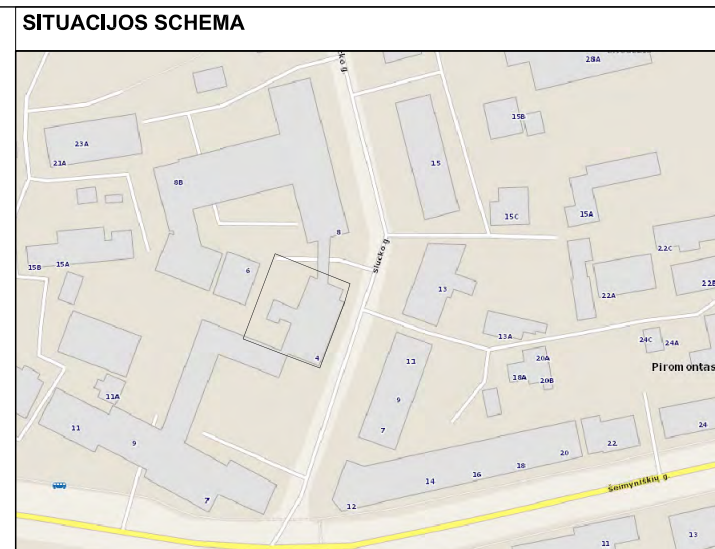 SITUACIJOS SCHEMA
28A
15B
23A
21A
15
8B
15C
15A
8
22C
slucko g.
15B
15A
6
13
22A
13A
24C
24A
20A
4
11
18A
20B
Piromontas
11A
9
11
9
7
22
24
20
18
16
14
7
12
šeimyniškių g.
13
11